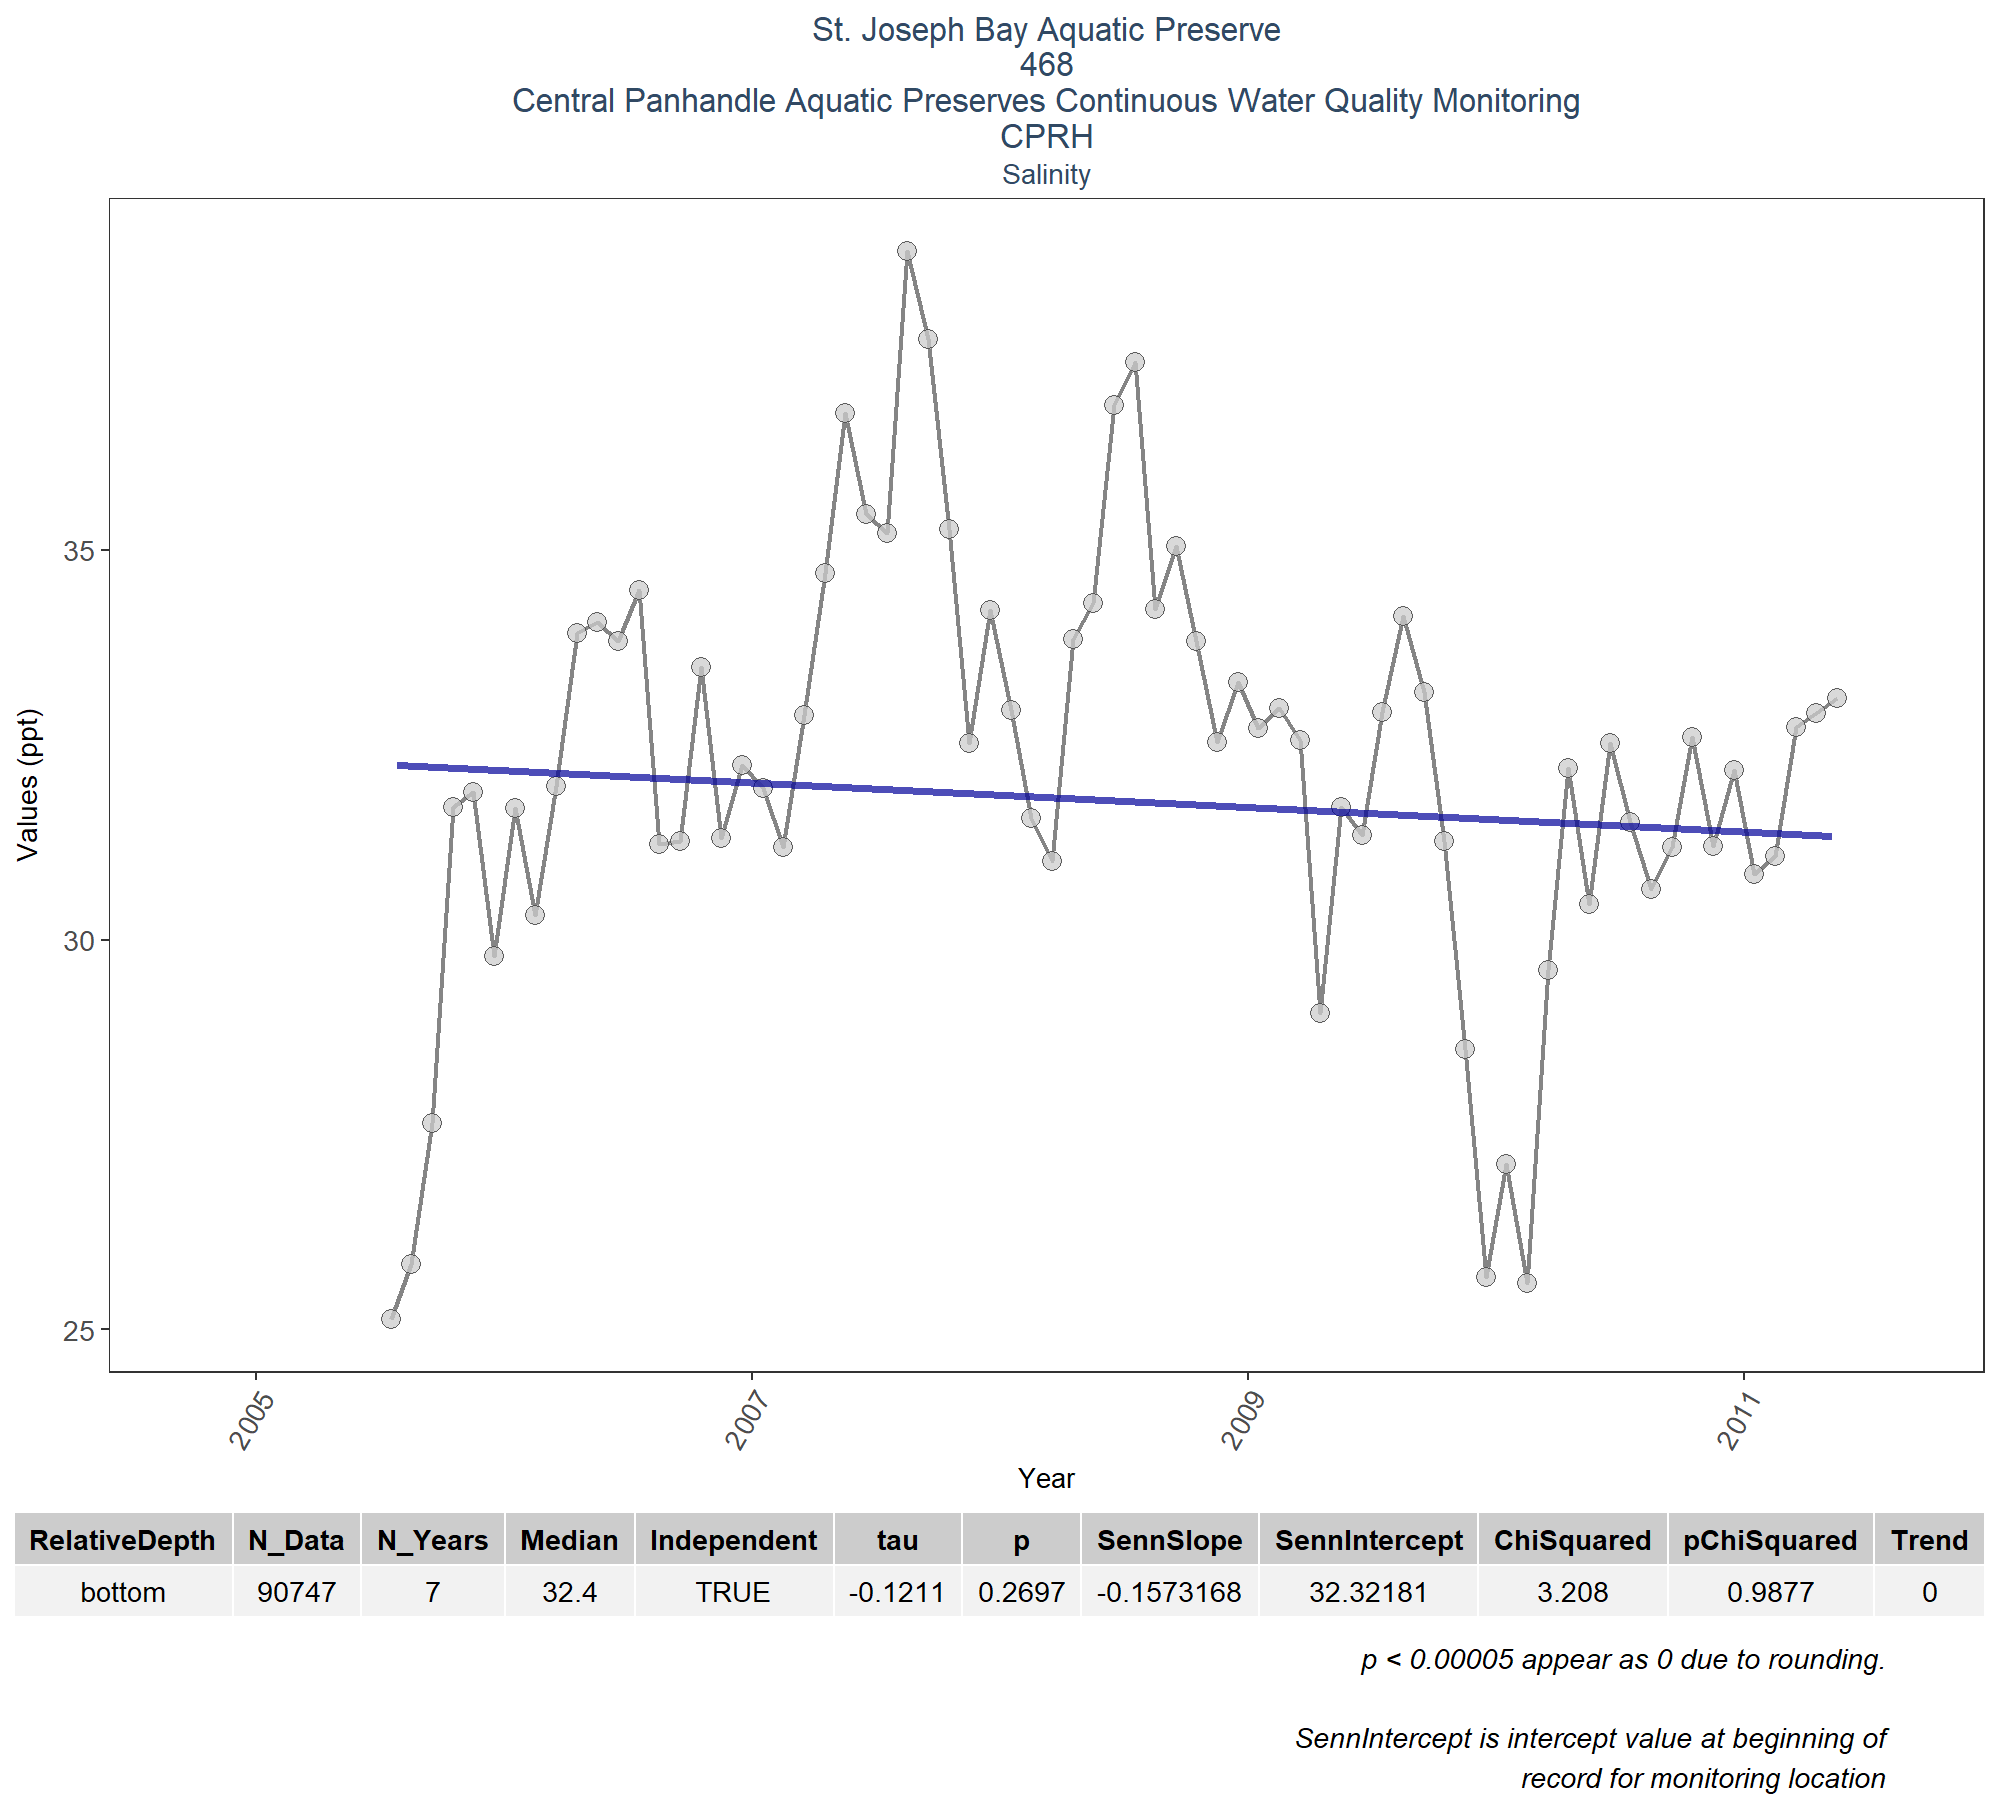 St. Joseph Bay Aquatic Preserve
468
Central Panhandle Aquatic Preserves Continuous Water Quality Monitoring
CPRH
Salinity
Values (ppt)
35
30
25
2005 2007 2009 2011
Year
RelativeDepth N_Data N_Years Median Independent tau p SennSlope SennIntercept ChiSquared pChiSquared Trend
bottom 90747 7 32.4 TRUE -0.1211 0.2697 -0.1573168 32.32181 3.208 0.9877 0
p < 0.00005 appear as 0 due to rounding.
SennIntercept is intercept value at beginning of
record for monitoring location